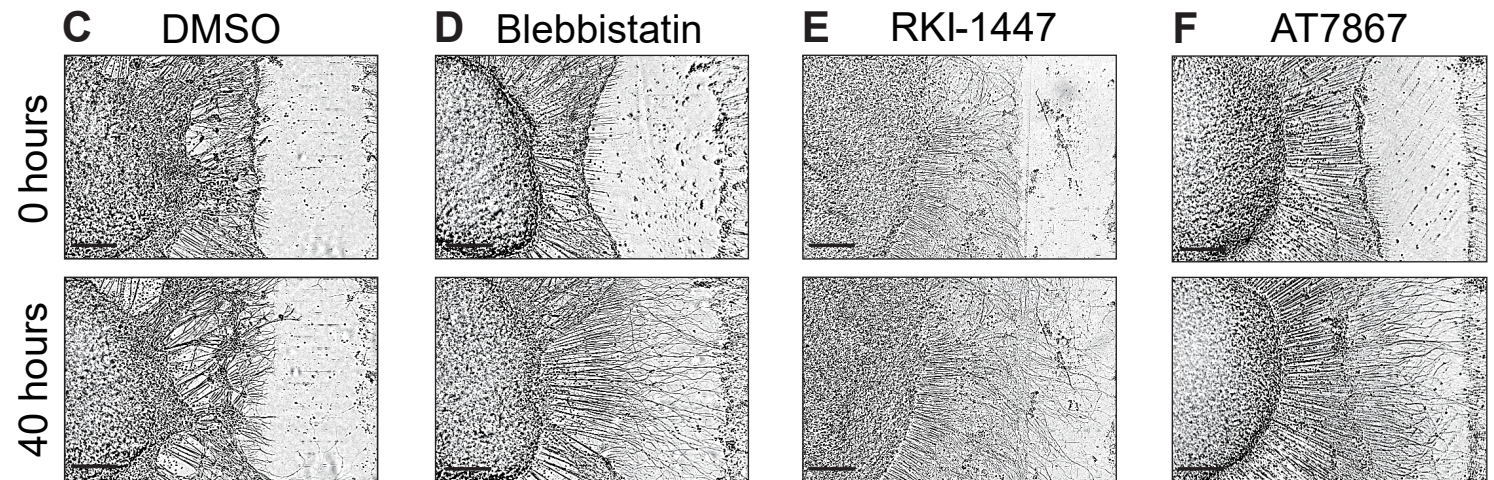 C DMSO
D Blebbistatin
E RKI-1447
F AT7867
0 hours
40 hours